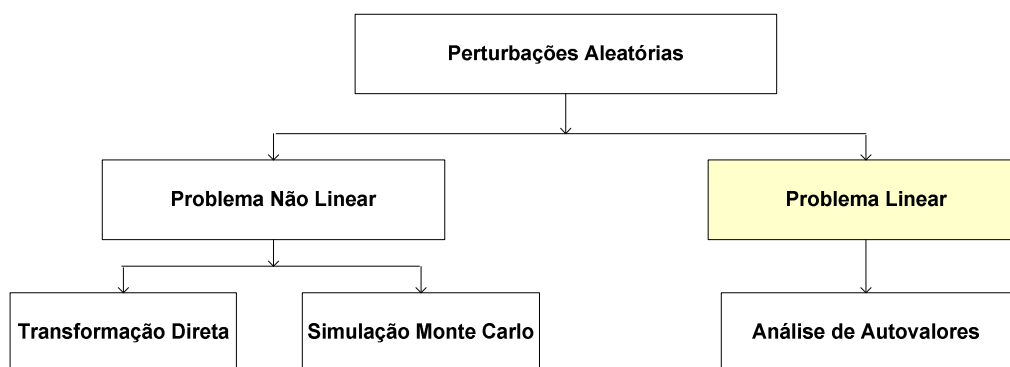 Perturbações Aleatórias
Problema Não Linear
Problema Linear
Transformação Direta
Simulação Monte Carlo
Análise de Autovalores